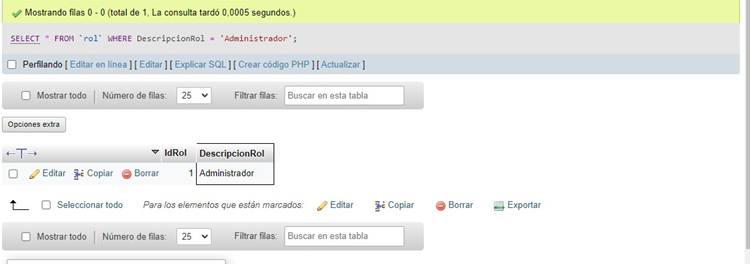 Mostrando filas 0 - 0 (total de 1, La consulta tardó 0,0005 segundos.)
SELECT * FROM `rol` WHERE DescripcionRol = 'Administrador';
Perfilando [ Editar en línea ] [ Editar ] [ Explicar SQL ] [ Crear código PHP ] [ Actualizar ]
Mostrar todo | Número de filas: 25 Filtrar filas: Buscar en esta tabla
Opciones extra
←T→ IdRol DescripcionRol
Editar Copiar Borrar 1 Administrador
Seleccionar todo Para los elementos que están marcados: Editar Copiar Borrar Exportar
Mostrar todo | Número de filas: 25 Filtrar filas: Buscar en esta tabla